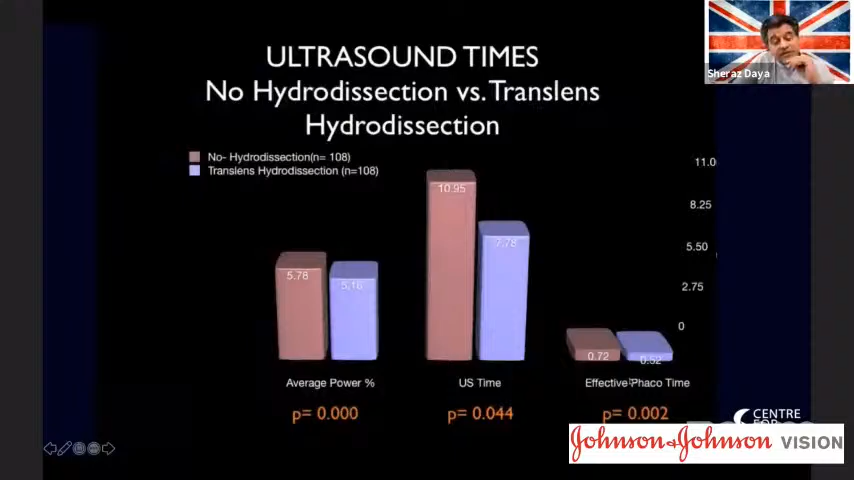 ULTRASOUND TIMES
No Hydrodissection vs. Translens
Hydrodissection
Sheraz Daya
No- Hydrodissection(n= 108)
Translens Hydrodissection (n=108)
11.0
8.25
5.50
2.75
0
10.95
7.78
5.78
5.16
0.72
0.52
Average Power %
US Time
Effective Phaco Time
p= 0.000
p= 0.044
p= 0.002
CENTRE
FOR
Johnson & Johnson VISION